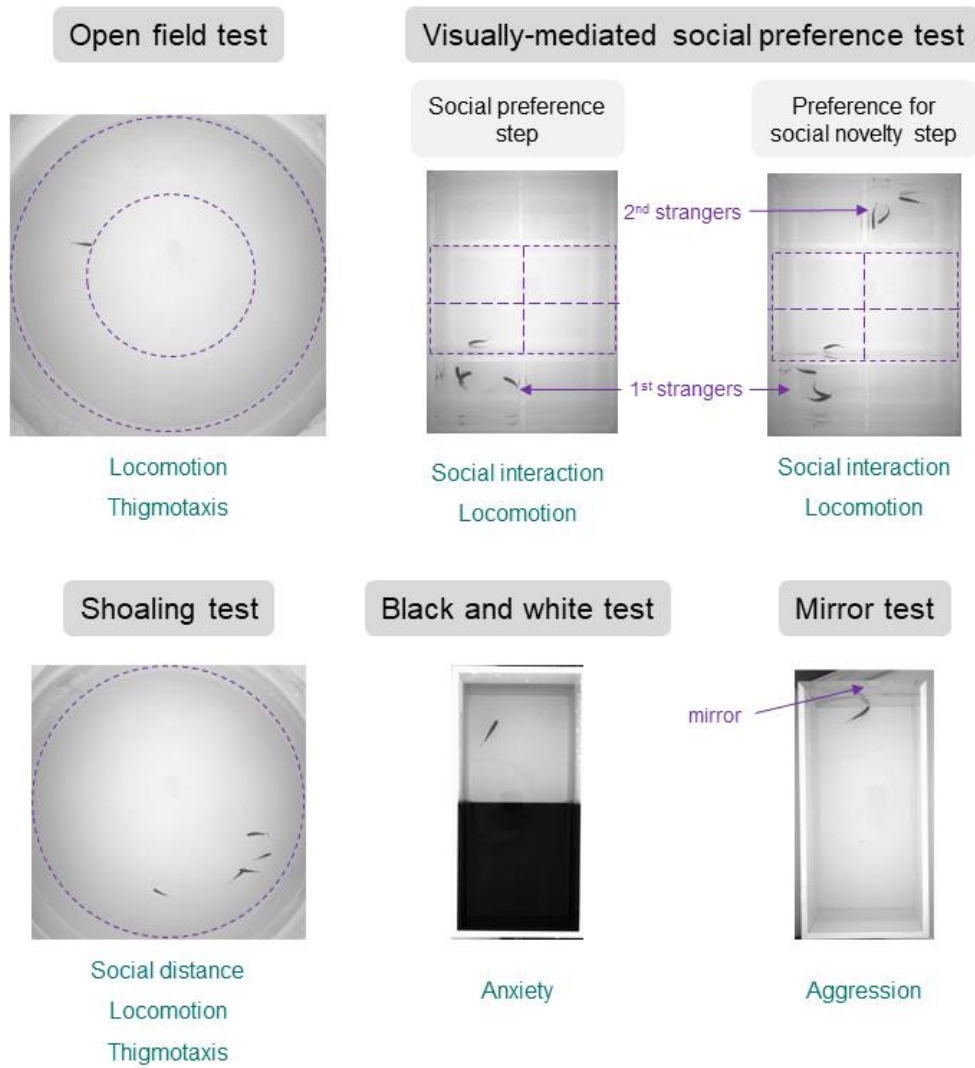 Open field test
Visually-mediated social preference test
Social preference
step
Preference for
social novelty step
2nd strangers
1st strangers
Locomotion
Thigmotaxis
Social interaction
Locomotion
Social interaction
Locomotion
Shoaling test
Black and white test
Mirror test
mirror
Social distance
Locomotion
Thigmotaxis
Anxiety
Aggression